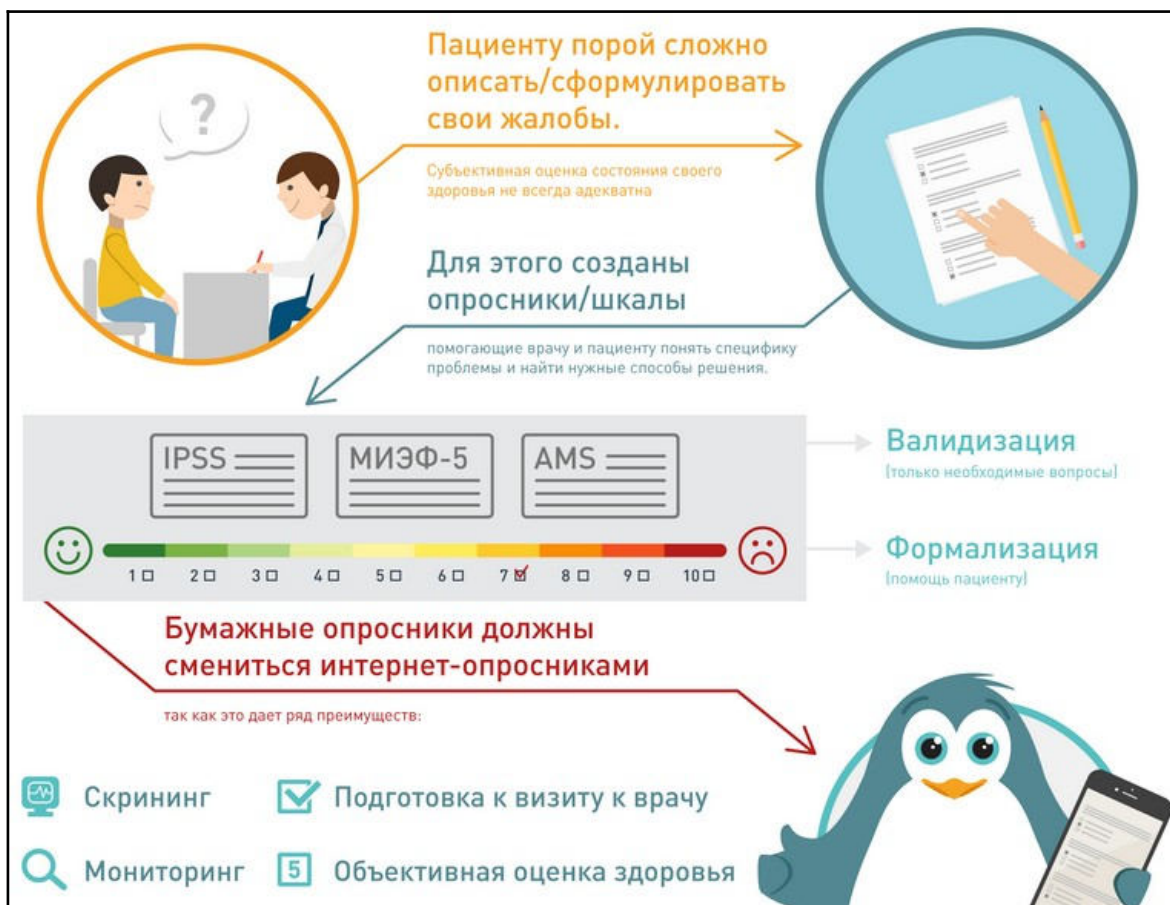 Пациенту порой сложно
описать/сформулировать
свои жалобы.
Субъективная оценка состояния своего
здоровья не всегда адекватна
?
Для этого созданы
опросники/шкалы
помогающие врачу и пациенту понять специфику
проблемы и найти нужные способы решения.
IPSS
МИЭФ-5
AMS
1 2 3 4 5 6 7 8 9 10
Валидизация
(только необходимые вопросы)
Формализация
(помощь пациенту)
Бумажные опросники должны
смениться интернет-опросниками
так как это дает ряд преимуществ:
Скрининг
Подготовка к визиту к врачу
Мониторинг
5
Объективная оценка здоровья